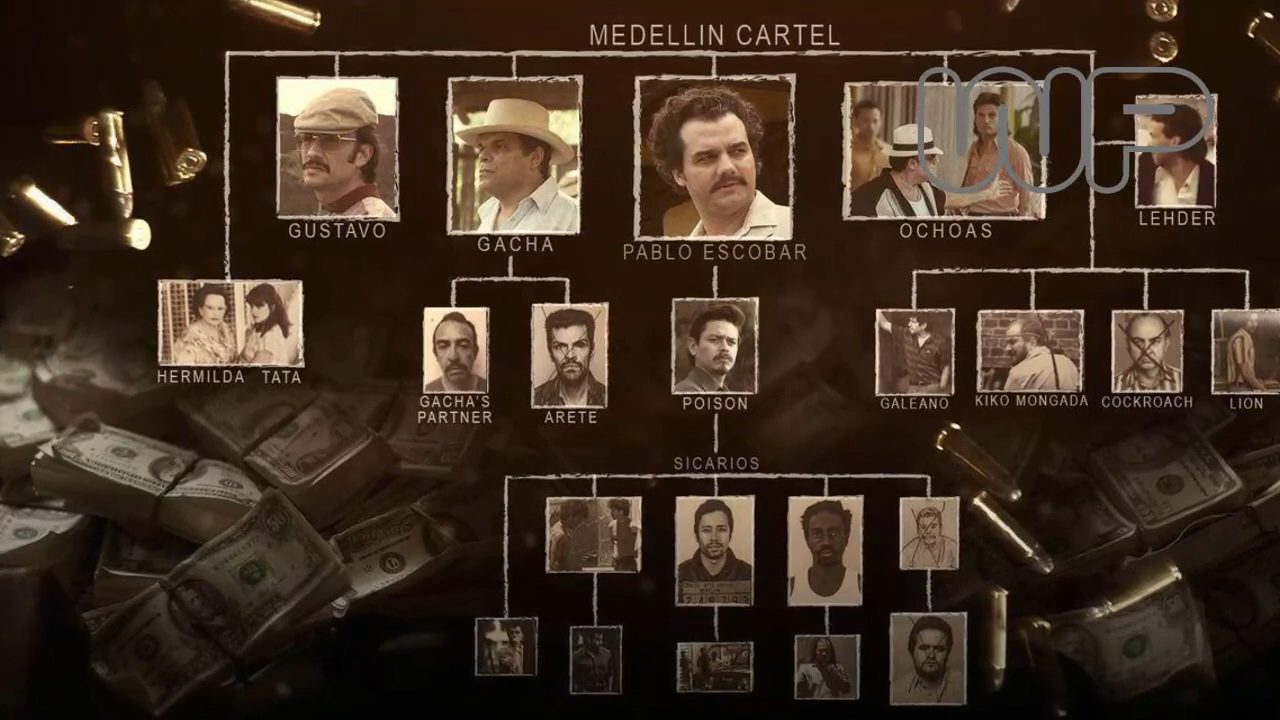 MEDELLIN CARTEL
WP
GUSTAVO
GACHA
PABLO ESCOBAR
OCHOAS
LEHDER
HERMILDA TATA
GACHA'S
PARTNER
ARETE
POISON
GALEANO
KIKO MONGADA
COCKROACH
LION
SICARIOS